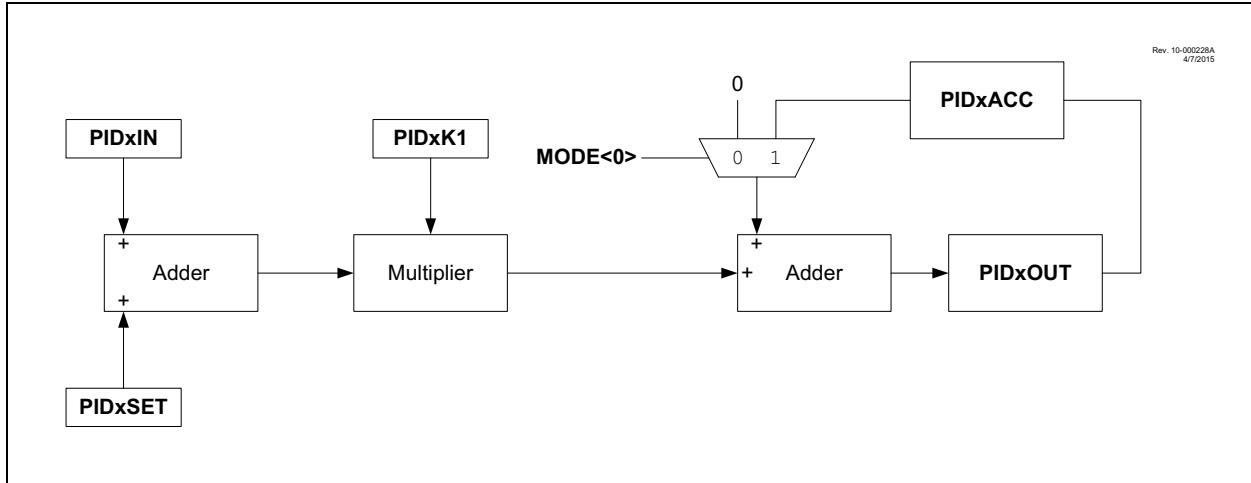 Rev. 10-000228A
4/7/2015
0
PIDxACC
PIDxIN
PIDxK1
MODE<0>
0 1
+
+
Adder
Multiplier
+
+
Adder
PIDxOUT
PIDxSET